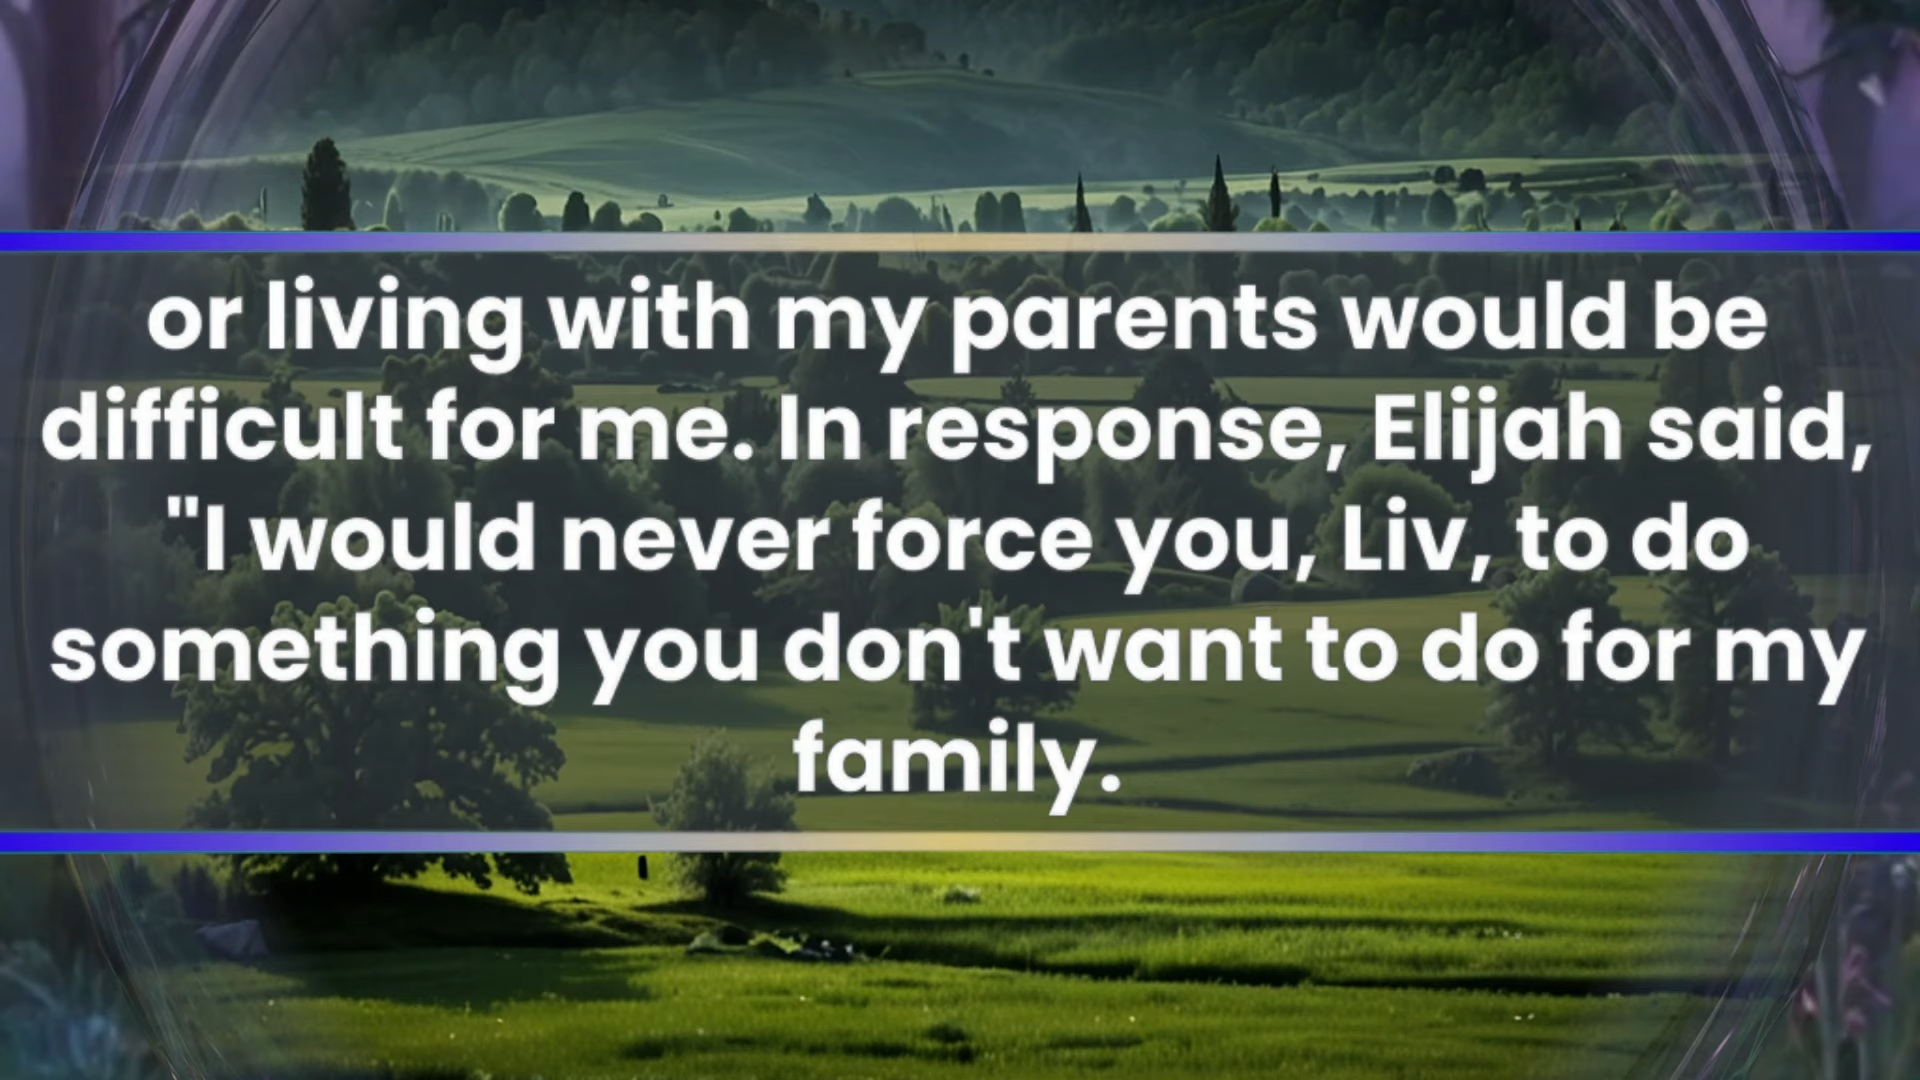 or living with my parents would be
difficult for me. In response, Elijah said,
"I would never force you, Liv, to do
something you don't want to do for my
family.